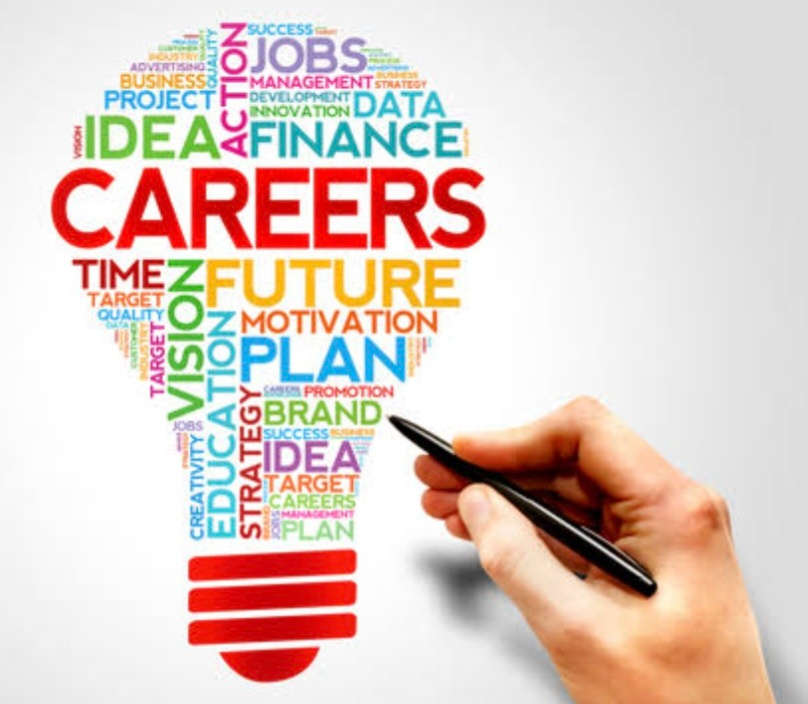 SUCCESS
JOBS
CUSTOMER
QUALITY
INDUSTRY
ADVERTISING
ACTION
BUSINESS
MANAGEMENT
BUSINESS
STRATEGY
PROJECT
DEVELOPMENT
DATA
INNOVATION
VISION
IDEA
FINANCE
CAREERS
TIME
VISION
FUTURE
TARGET
QUALITY
EDUCATION
MOTIVATION
DATA
CUSTOMER
INDUSTRY
TARGET
PLAN
CAREERS
PROMOTION
STRATEGY
BRAND
JOBS
SUCCESS
BUSINESS
CREATIVITY
IDEA
TARGET
CAREERS
BRAND
JOBS
MANAGEMENT
PLAN